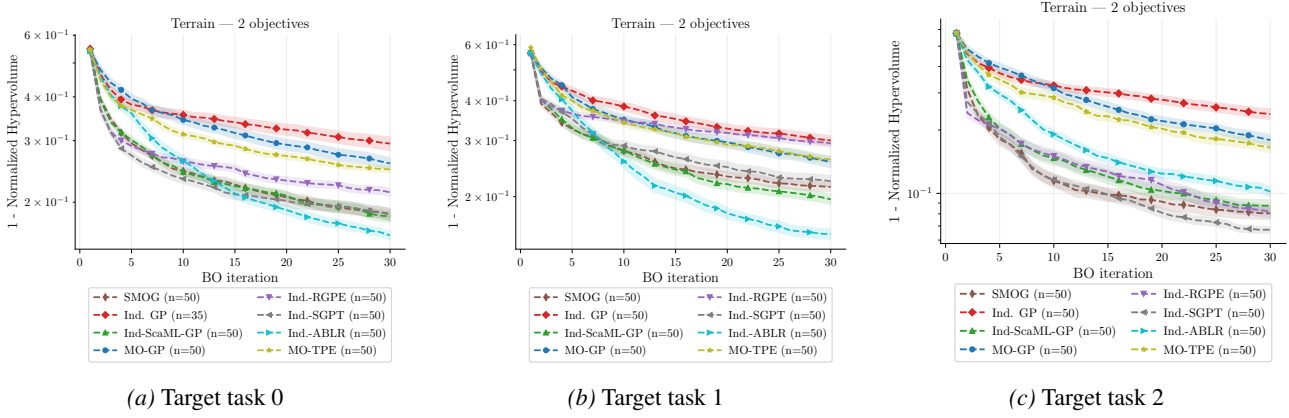 Terrain — 2 objectives
6 × 10⁻¹
4 × 10⁻¹
3 × 10⁻¹
2 × 10⁻¹
1 - Normalized Hypervolume
0 5 10 15 20 25 30
BO iteration
SMOG (n=50)
Ind. GP (n=35)
Ind-ScaML-GP (n=50)
MO-GP (n=50)
Ind.-RGPE (n=50)
Ind.-SGPT (n=50)
Ind.-ABLR (n=50)
MO-TPE (n=50)
(a) Target task 0
Terrain — 2 objectives
6 × 10⁻¹
4 × 10⁻¹
3 × 10⁻¹
2 × 10⁻¹
1 - Normalized Hypervolume
0 5 10 15 20 25 30
BO iteration
SMOG (n=50)
Ind. GP (n=50)
Ind-ScaML-GP (n=50)
MO-GP (n=50)
Ind.-RGPE (n=50)
Ind.-SGPT (n=50)
Ind.-ABLR (n=50)
MO-TPE (n=50)
(b) Target task 1
Terrain — 2 objectives
10⁻¹
1 - Normalized Hypervolume
0 5 10 15 20 25 30
BO iteration
SMOG (n=50)
Ind. GP (n=50)
Ind-ScaML-GP (n=50)
MO-GP (n=50)
Ind.-RGPE (n=50)
Ind.-SGPT (n=50)
Ind.-ABLR (n=50)
MO-TPE (n=50)
(c) Target task 2